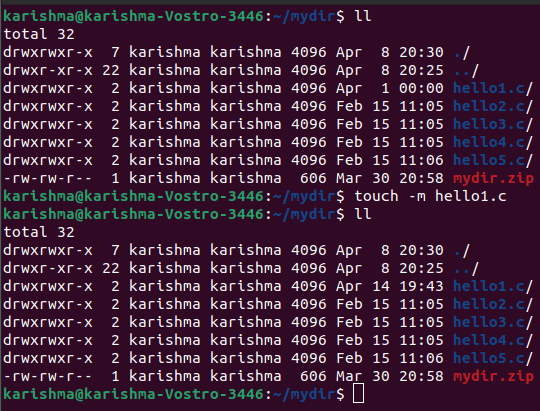 karishma@karishma-Vostro-3446:~/mydir$ ll
total 32
drwxrwxr-x  7 karishma karishma 4096 Apr  8 20:30 ./
drwxr-xr-x 22 karishma karishma 4096 Apr  8 20:25 ../
drwxrwxr-x  2 karishma karishma 4096 Apr  1 00:00 hello1.c/
drwxrwxr-x  2 karishma karishma 4096 Feb 15 11:05 hello2.c/
drwxrwxr-x  2 karishma karishma 4096 Feb 15 11:05 hello3.c/
drwxrwxr-x  2 karishma karishma 4096 Feb 15 11:05 hello4.c/
drwxrwxr-x  2 karishma karishma 4096 Feb 15 11:06 hello5.c/
-rw-rw-r--  1 karishma karishma  606 Mar 30 20:58 mydir.zip
karishma@karishma-Vostro-3446:~/mydir$ touch -m hello1.c
karishma@karishma-Vostro-3446:~/mydir$ ll
total 32
drwxrwxr-x  7 karishma karishma 4096 Apr  8 20:30 ./
drwxr-xr-x 22 karishma karishma 4096 Apr  8 20:25 ../
drwxrwxr-x  2 karishma karishma 4096 Apr 14 19:43 hello1.c/
drwxrwxr-x  2 karishma karishma 4096 Feb 15 11:05 hello2.c/
drwxrwxr-x  2 karishma karishma 4096 Feb 15 11:05 hello3.c/
drwxrwxr-x  2 karishma karishma 4096 Feb 15 11:05 hello4.c/
drwxrwxr-x  2 karishma karishma 4096 Feb 15 11:06 hello5.c/
-rw-rw-r--  1 karishma karishma  606 Mar 30 20:58 mydir.zip
karishma@karishma-Vostro-3446:~/mydir$